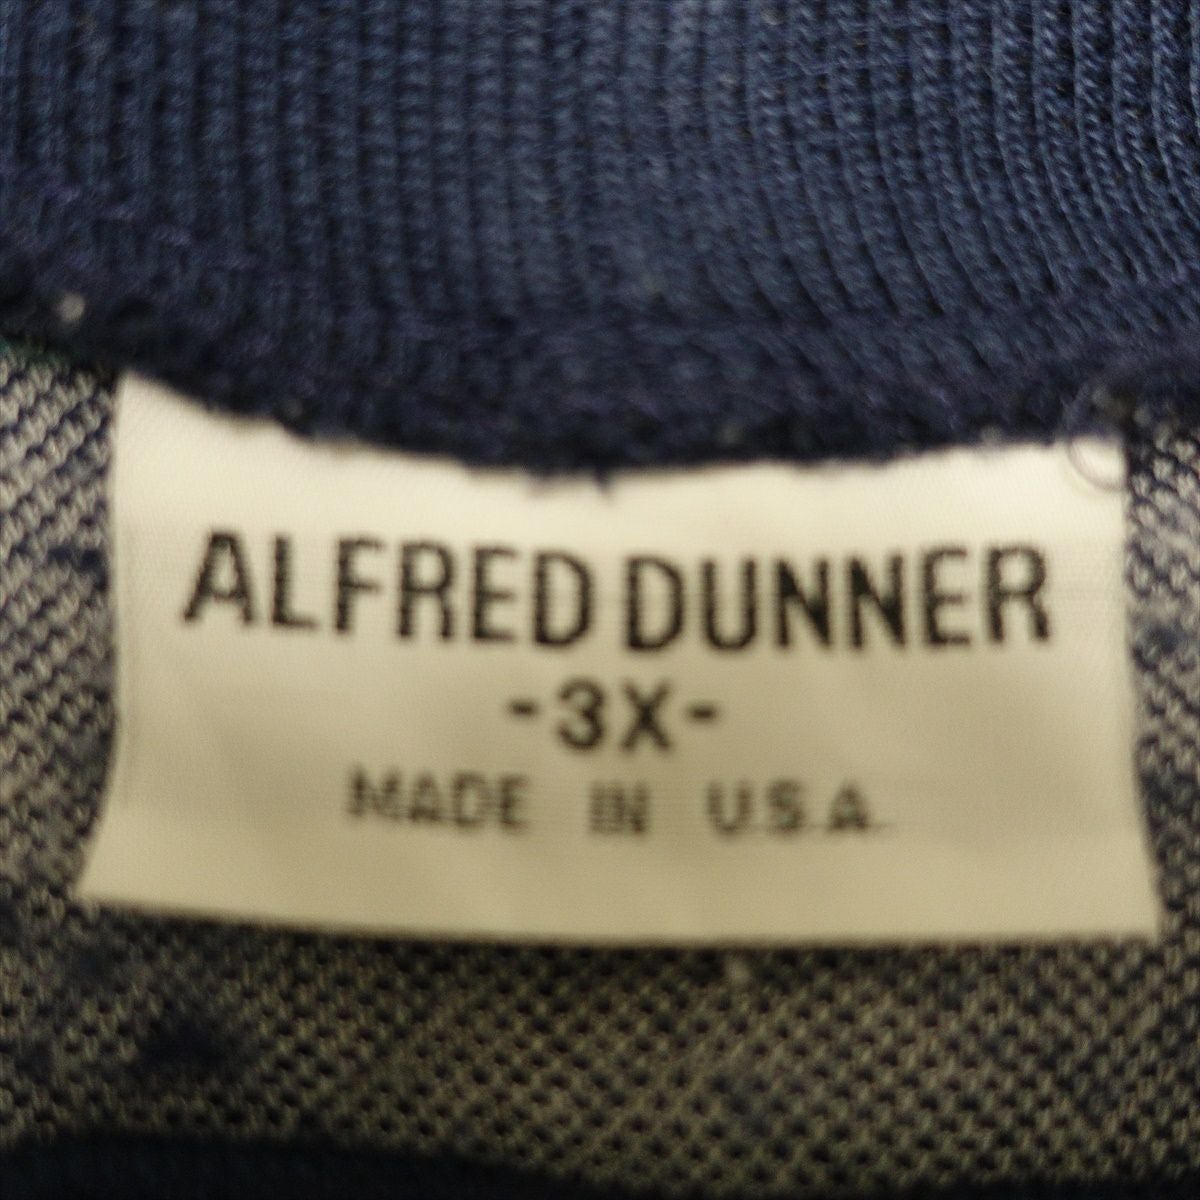 ALFRED DUNNER
-3X-
MADE IN U.S.A.